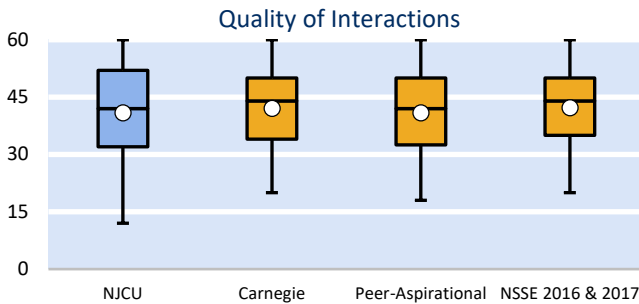 Quality of Interactions
60
45
30
15
0
NJCU Carnegie Peer-Aspirational NSSE 2016 & 2017